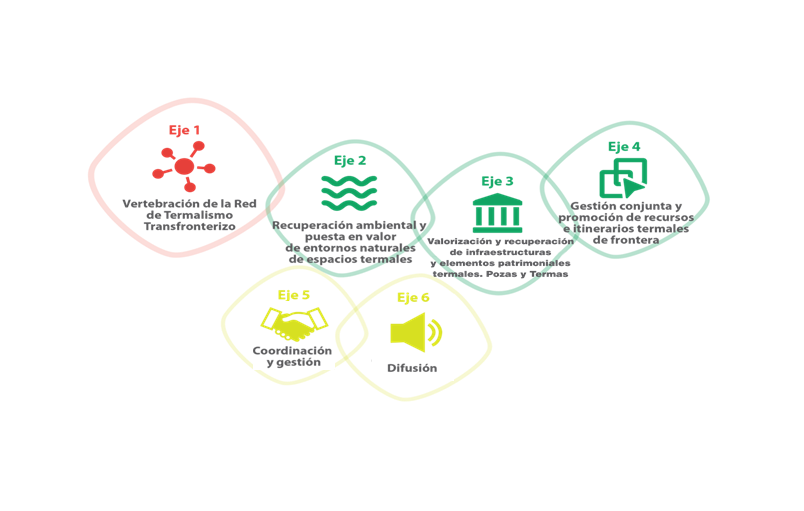 Eje 1
Vertebración de la Red
de Termalismo
Transfronterizo
Eje 2
Recuperación ambiental y
puesta en valor
de entornos naturales
de espacios termales
Eje 3
Valorización y recuperación
de infraestructuras
y elementos patrimoniales
termales. Pozas y Termas
Eje 4
Gestión conjunta y
promoción de recursos
e itinerarios termales
de frontera
Eje 5
Coordinación
y gestión
Eje 6
Difusión